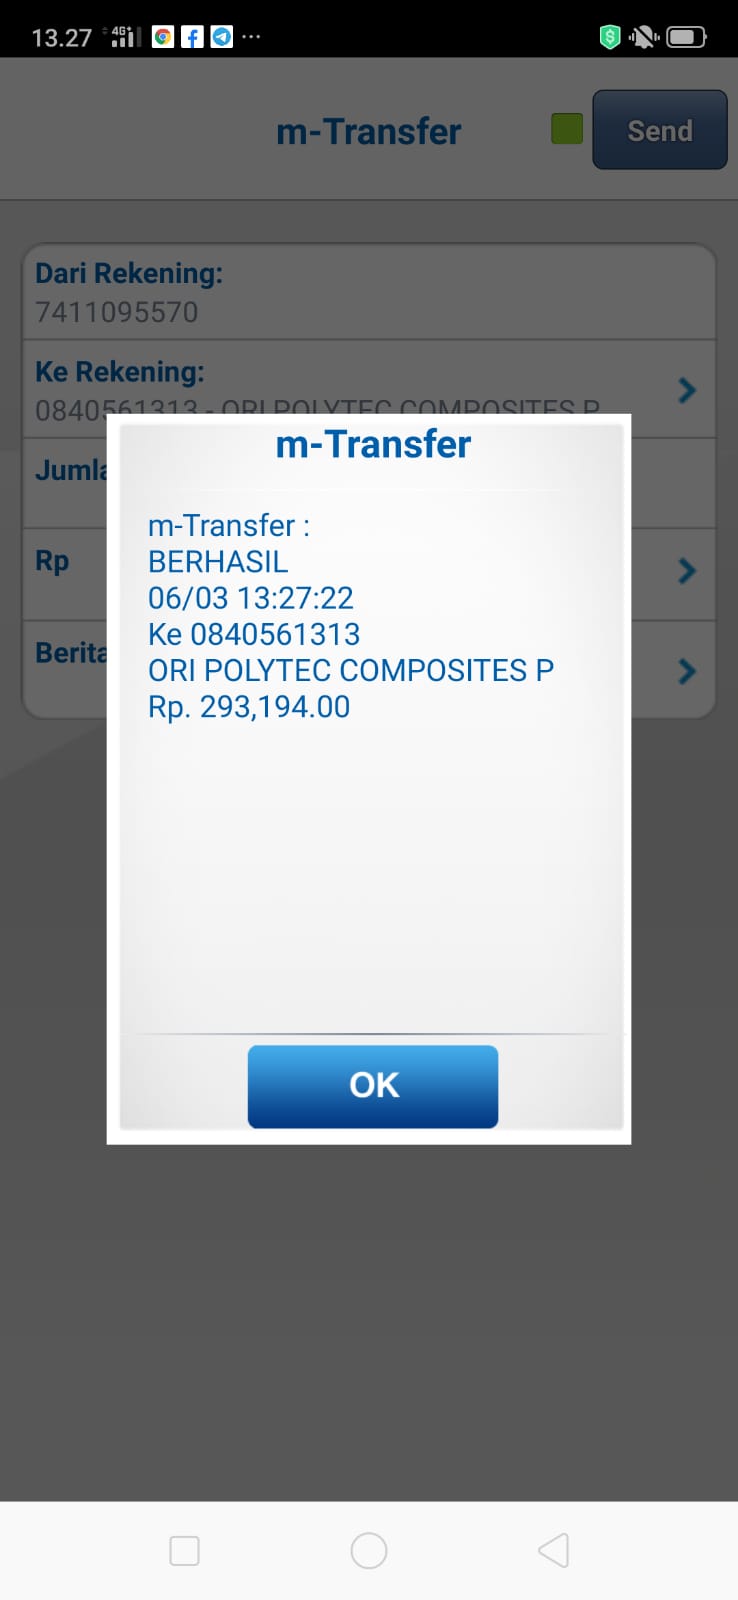 13.27 4G+
m-Transfer
Send
Dari Rekening:
7411095570
Ke Rekening:
0840561313 - ORI POLYTEC COMPOSITES P
Jumla
Rp
Berita
m-Transfer
m-Transfer :
BERHASIL
06/03 13:27:22
Ke 0840561313
ORI POLYTEC COMPOSITES P
Rp. 293,194.00
OK